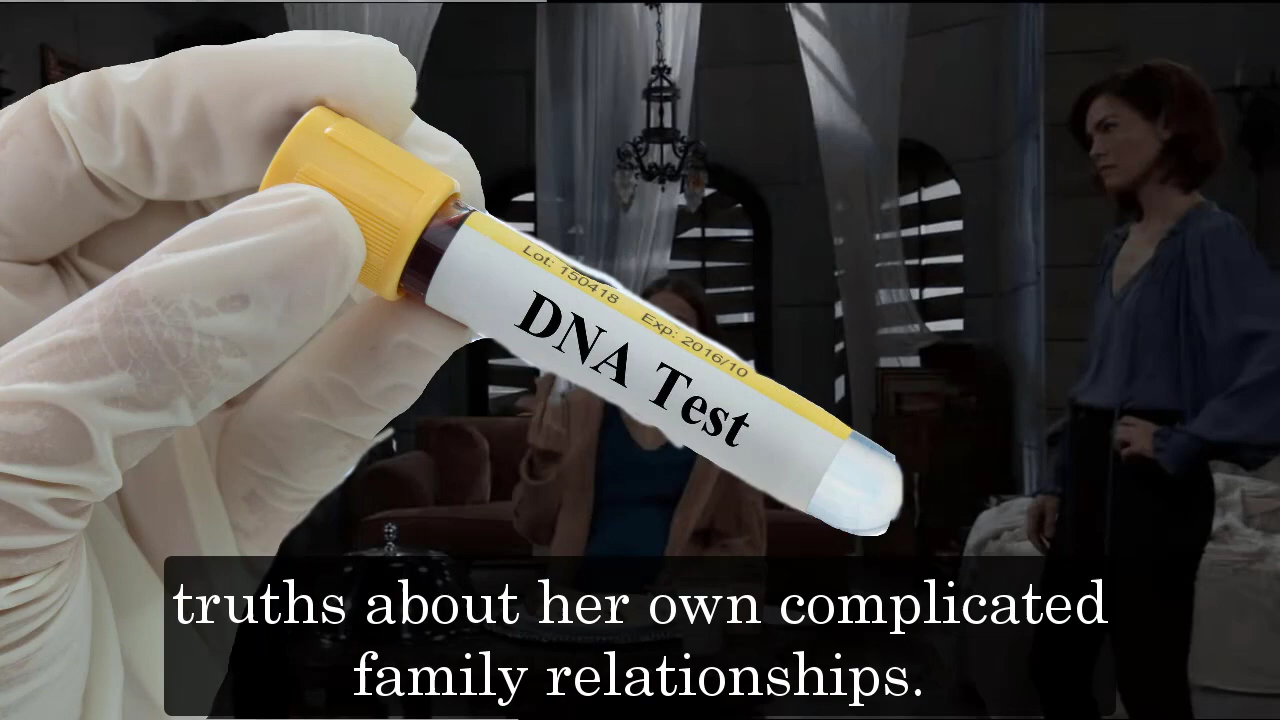 Lot: 150418 Exp: 2016/10
DNA Test
truths about her own complicated
family relationships.